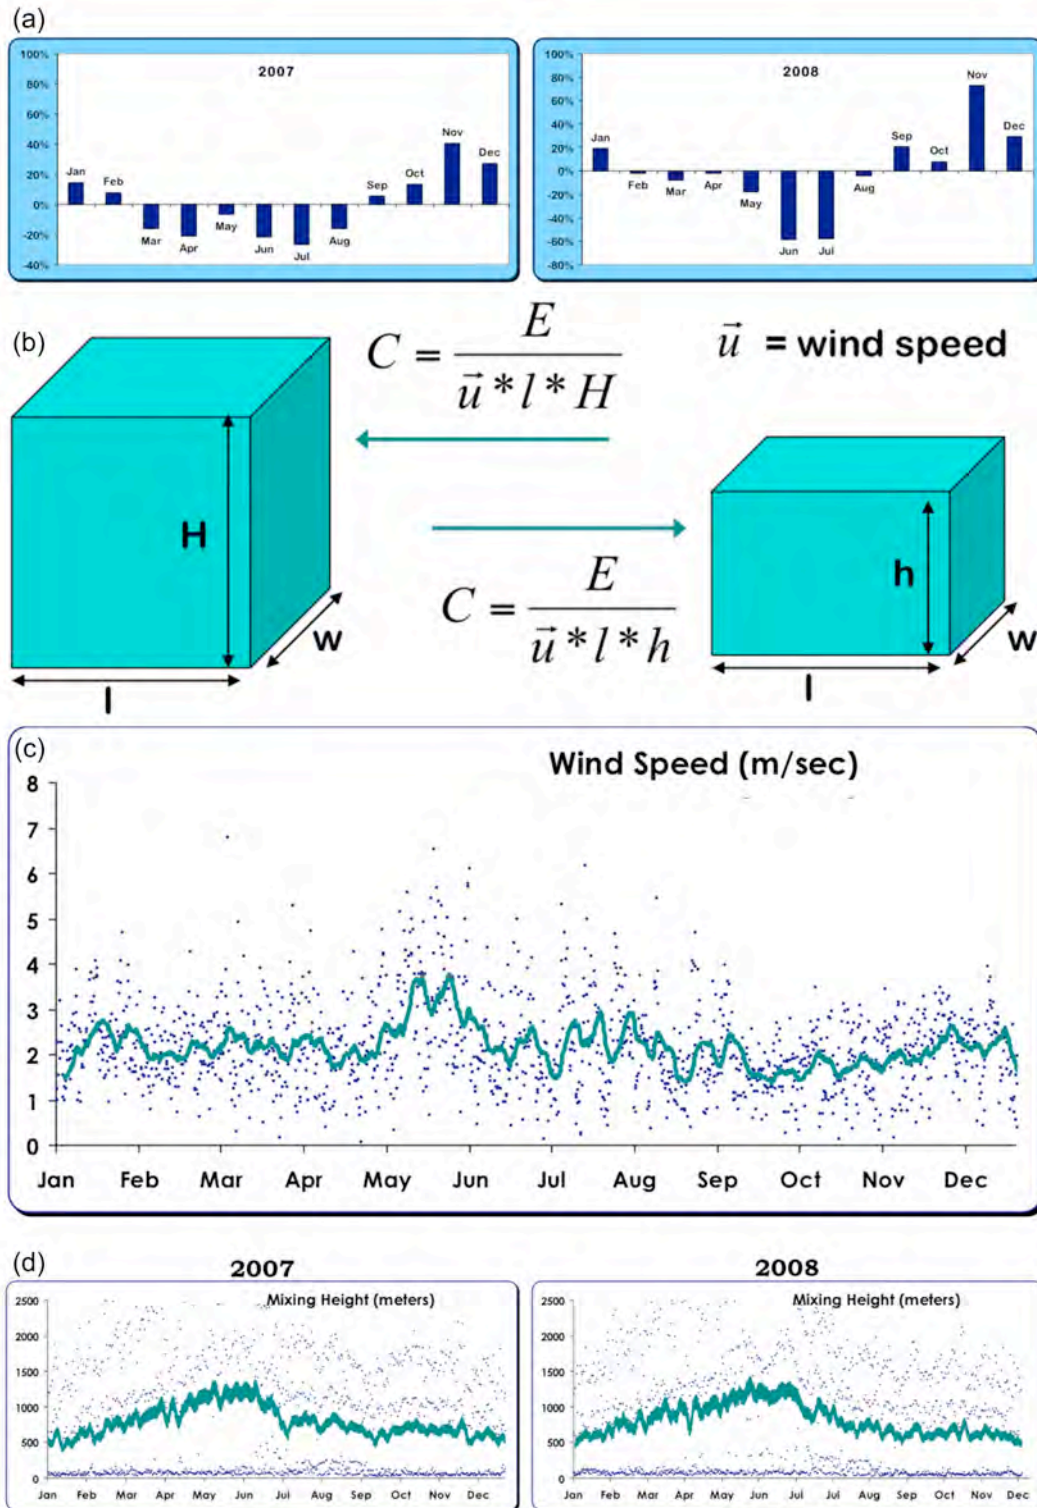 (a)
2007
100%
80%
60%
40%
20%
0%
-20%
-40%
Jan
Feb
Mar
Apr
May
Jun
Jul
Aug
Sep
Oct
Nov
Dec
2008
100%
80%
60%
40%
20%
0%
-20%
-40%
-60%
-80%
Jan
Feb
Mar
Apr
May
Jun
Jul
Aug
Sep
Oct
Nov
Dec
(b)
H
w
l
C = E / u⃗ * l * H
u⃗ = wind speed
C = E / u⃗ * l * h
h
w
l
(c)
Wind Speed (m/sec)
8
7
6
5
4
3
2
1
0
Jan Feb Mar Apr May Jun Jul Aug Sep Oct Nov Dec
(d)
2007
Mixing Height (meters)
2500
2000
1500
1000
500
0
Jan Feb Mar Apr May Jun Jul Aug Sep Oct Nov Dec
2008
Mixing Height (meters)
2500
2000
1500
1000
500
0
Jan Feb Mar Apr May Jun Jul Aug Sep Oct Nov Dec